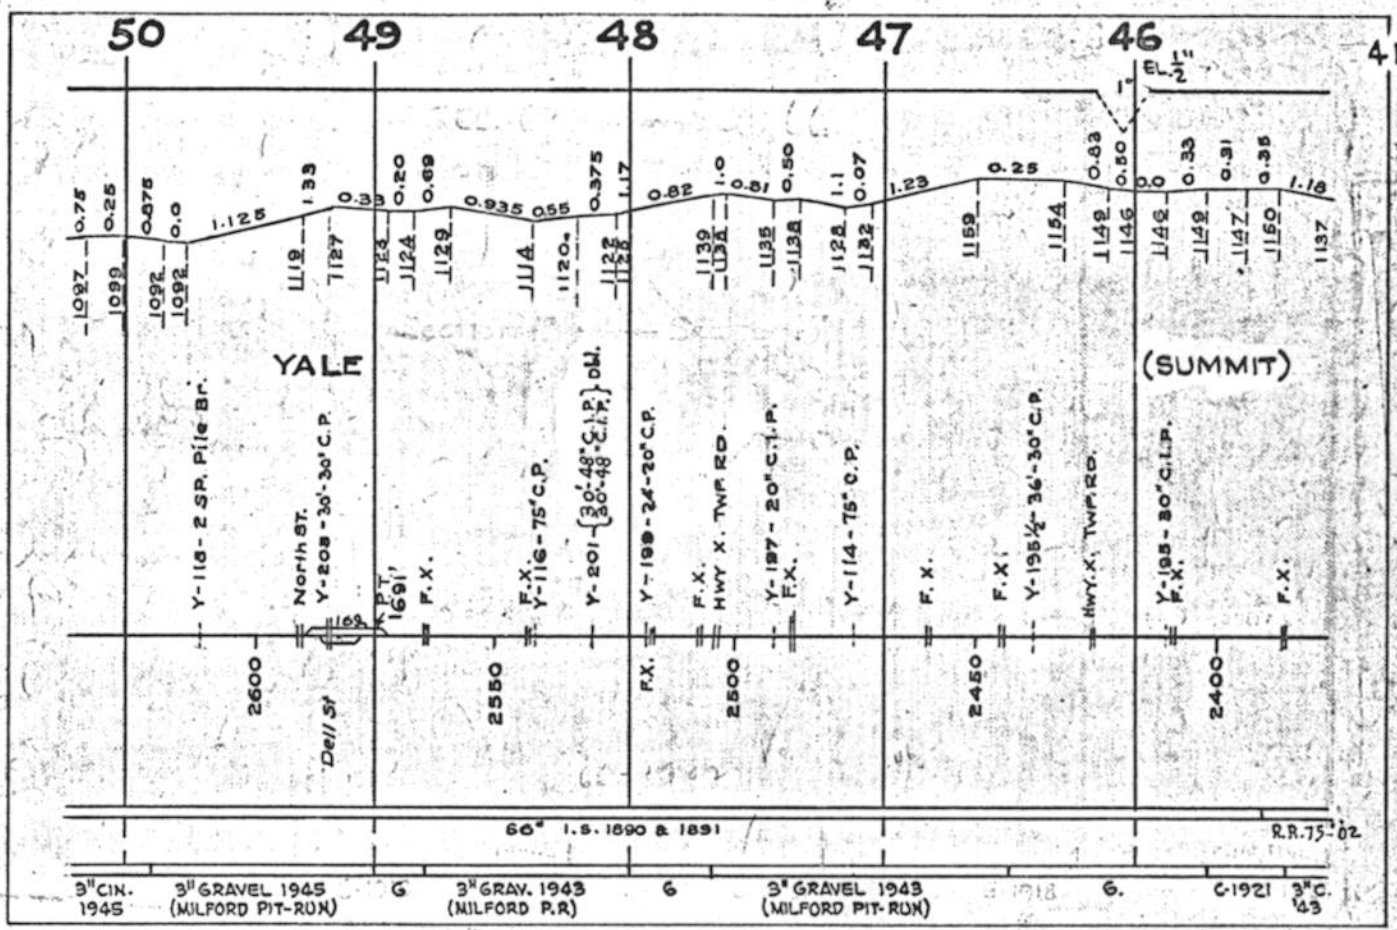 50 49 48 47 46
EL. 1/2"
1°
0.75 0.25 0.875 0.0 1.125 1.33 0.33 0.20 0.69 0.935 0.55 0.375 1.17 0.82 1.0 0.81 0.50 1.1 0.07 1.23 0.25 0.83 0.50 0.0 0.33 0.31 0.35 1.18
1097 1099 1092 1092 1119 1127 1123 1124 1129 1114 1120 1122 1125 1139 1138 1135 1138 1128 1132 1159 1154 1149 1146 1146 1149 1147 1150 1137
YALE
(SUMMIT)
Y-118-2 SP. Pile Br.
North ST.
Y-203-30'-30" C.P.
P.T.
1691'
F.X.
F.X.
Y-116-75" C.P.
Y-201-{30'-48" C.I.P.} Dbl.
{30'-48" C.I.P.}
Y-199-24-20" C.P.
F.X.
HWY X. TWP. RD.
Y-197-20" C.I.P.
F.X.
Y-114-75" C.P.
F.X.
F.X.
Y-195½-36'-30" C.P.
HWY. X. TWP. RD.
Y-195-30" C.I.P.
F.X.
F.X.
2600
Dell St
2550
F.X.
2500
2450
2400
66# I.S. 1890 & 1891
R.R. 75-'02
3" CIN.
1945
3" GRAVEL 1945
(MILFORD PIT-RUN)
G
3" GRAV. 1943
(MILFORD P.R)
G
3" GRAVEL 1943
(MILFORD PIT-RUN)
1918
G.
C-1921
3" C.
'43